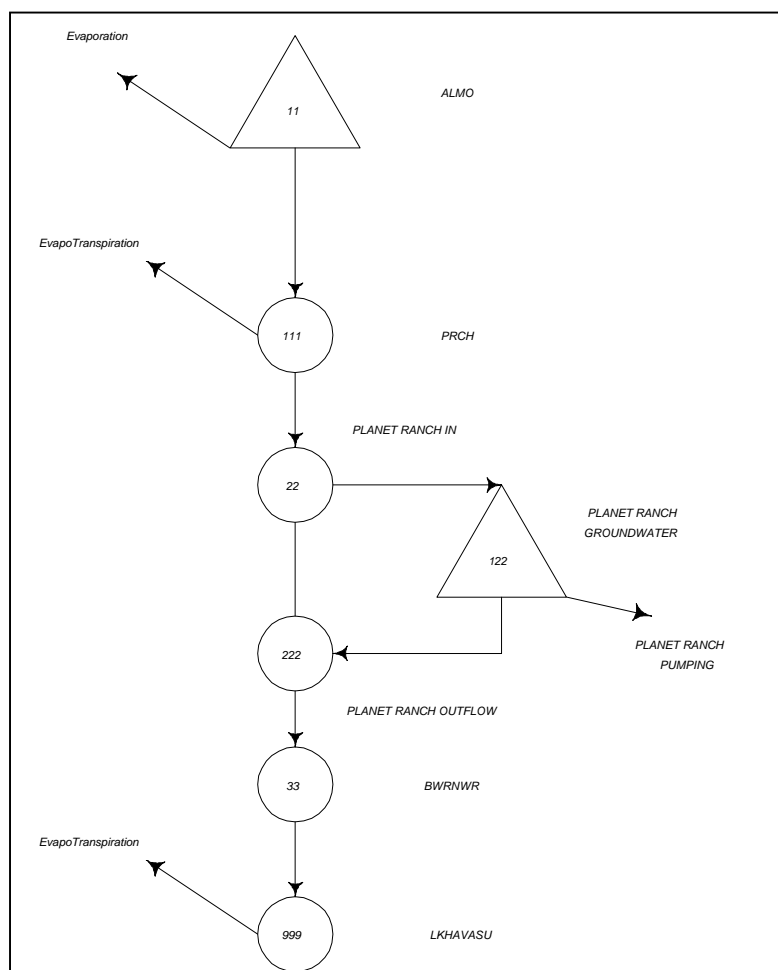 Evaporation
11
ALMO
EvapoTranspiration
111
PRCH
PLANET RANCH IN
22
PLANET RANCH
GROUNDWATER
122
222
PLANET RANCH
PUMPING
PLANET RANCH OUTFLOW
33
BWRNWR
EvapoTranspiration
999
LKHAVASU